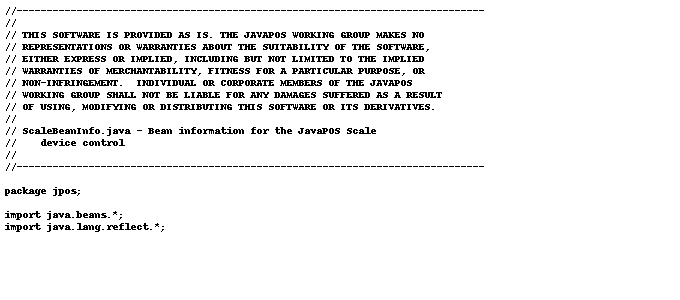 //------------------------------------------------------------------------------
//
// THIS SOFTWARE IS PROVIDED AS IS. THE JAVAPOS WORKING GROUP MAKES NO
// REPRESENTATIONS OR WARRANTIES ABOUT THE SUITABILITY OF THE SOFTWARE,
// EITHER EXPRESS OR IMPLIED, INCLUDING BUT NOT LIMITED TO THE IMPLIED
// WARRANTIES OF MERCHANTABILITY, FITNESS FOR A PARTICULAR PURPOSE, OR
// NON-INFRINGEMENT.  INDIVIDUAL OR CORPORATE MEMBERS OF THE JAVAPOS
// WORKING GROUP SHALL NOT BE LIABLE FOR ANY DAMAGES SUFFERED AS A RESULT
// OF USING, MODIFYING OR DISTRIBUTING THIS SOFTWARE OR ITS DERIVATIVES.
//
// ScaleBeanInfo.java - Bean information for the JavaPOS Scale
//    device control
//
//------------------------------------------------------------------------------
package jpos;
import java.beans.*;
import java.lang.reflect.*;